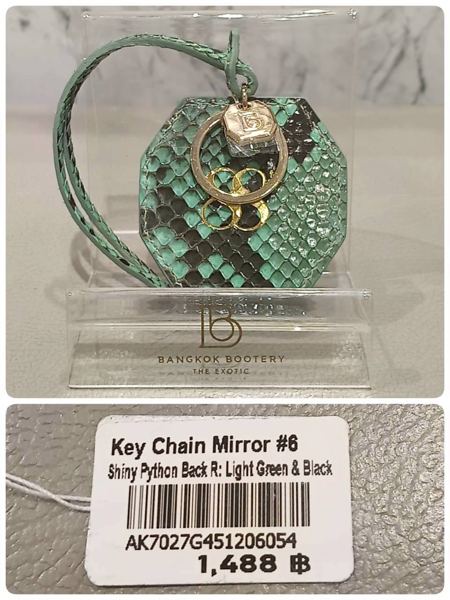 B
B
BANGKOK BOOTERY
THE EXOTIC
Key Chain Mirror #6
Shiny Python Back R: Light Green & Black
AK7027G451206054
1,488 ฿